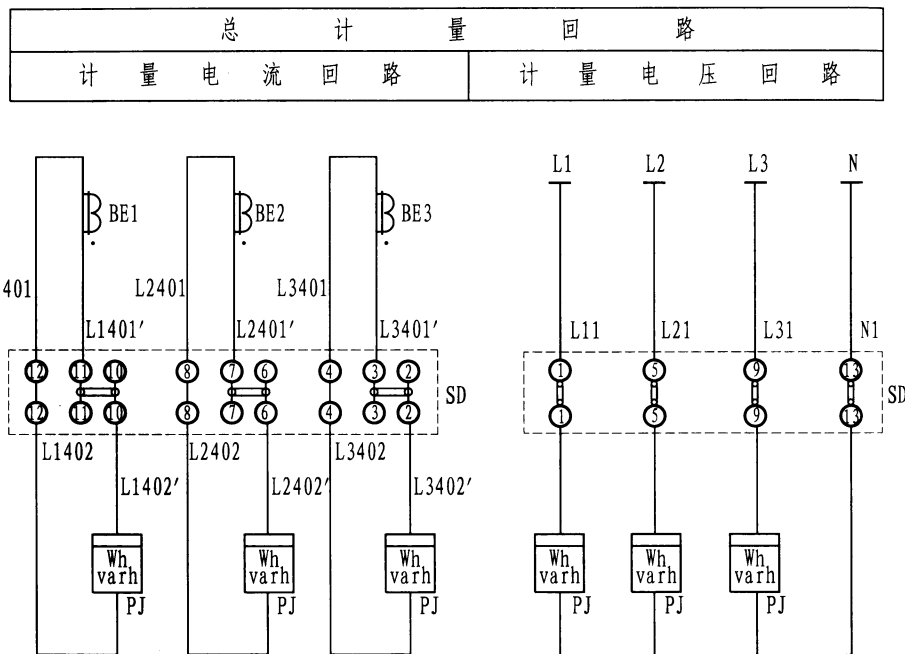 总计量回路
计量电流回路 计量电压回路
L1 L2 L3 N
BE1 BE2 BE3
401 L2401 L3401
L1401′ L2401′ L3401′ L11 L21 L31 N1
12 11 10 8 7 6 4 3 2 1 5 9 13
SD SD
12 11 10 8 7 6 4 3 2 1 5 9 13
L1402 L2402 L3402
L1402′ L2402′ L3402′
Wh Wh Wh Wh Wh Wh
varh varh varh varh varh varh
PJ PJ PJ PJ PJ PJ